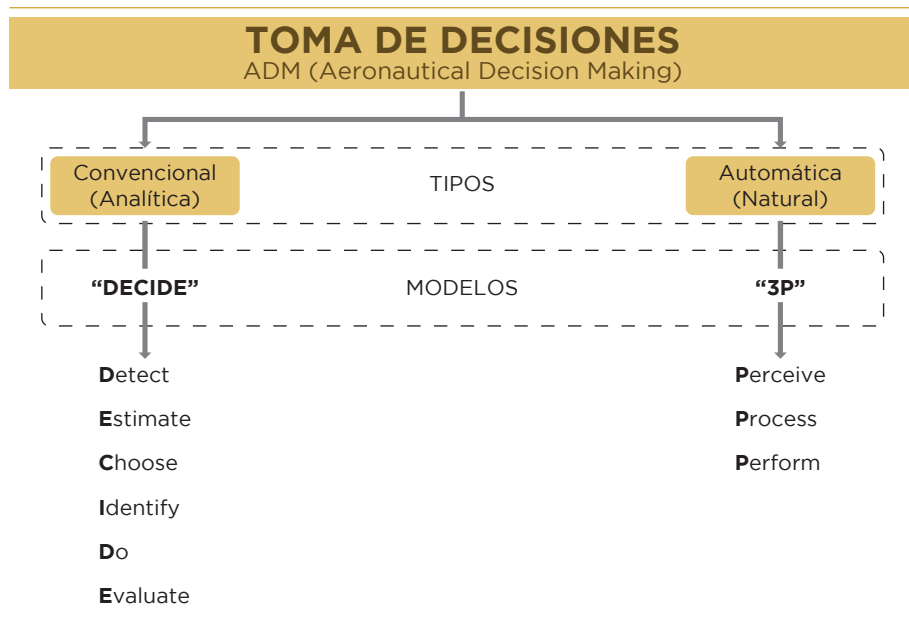 TOMA DE DECISIONES
ADM (Aeronautical Decision Making)
Convencional
(Analítica)
TIPOS
Automática
(Natural)
“DECIDE”
MODELOS
“3P”
Detect
Estimate
Choose
Identify
Do
Evaluate
Perceive
Process
Perform